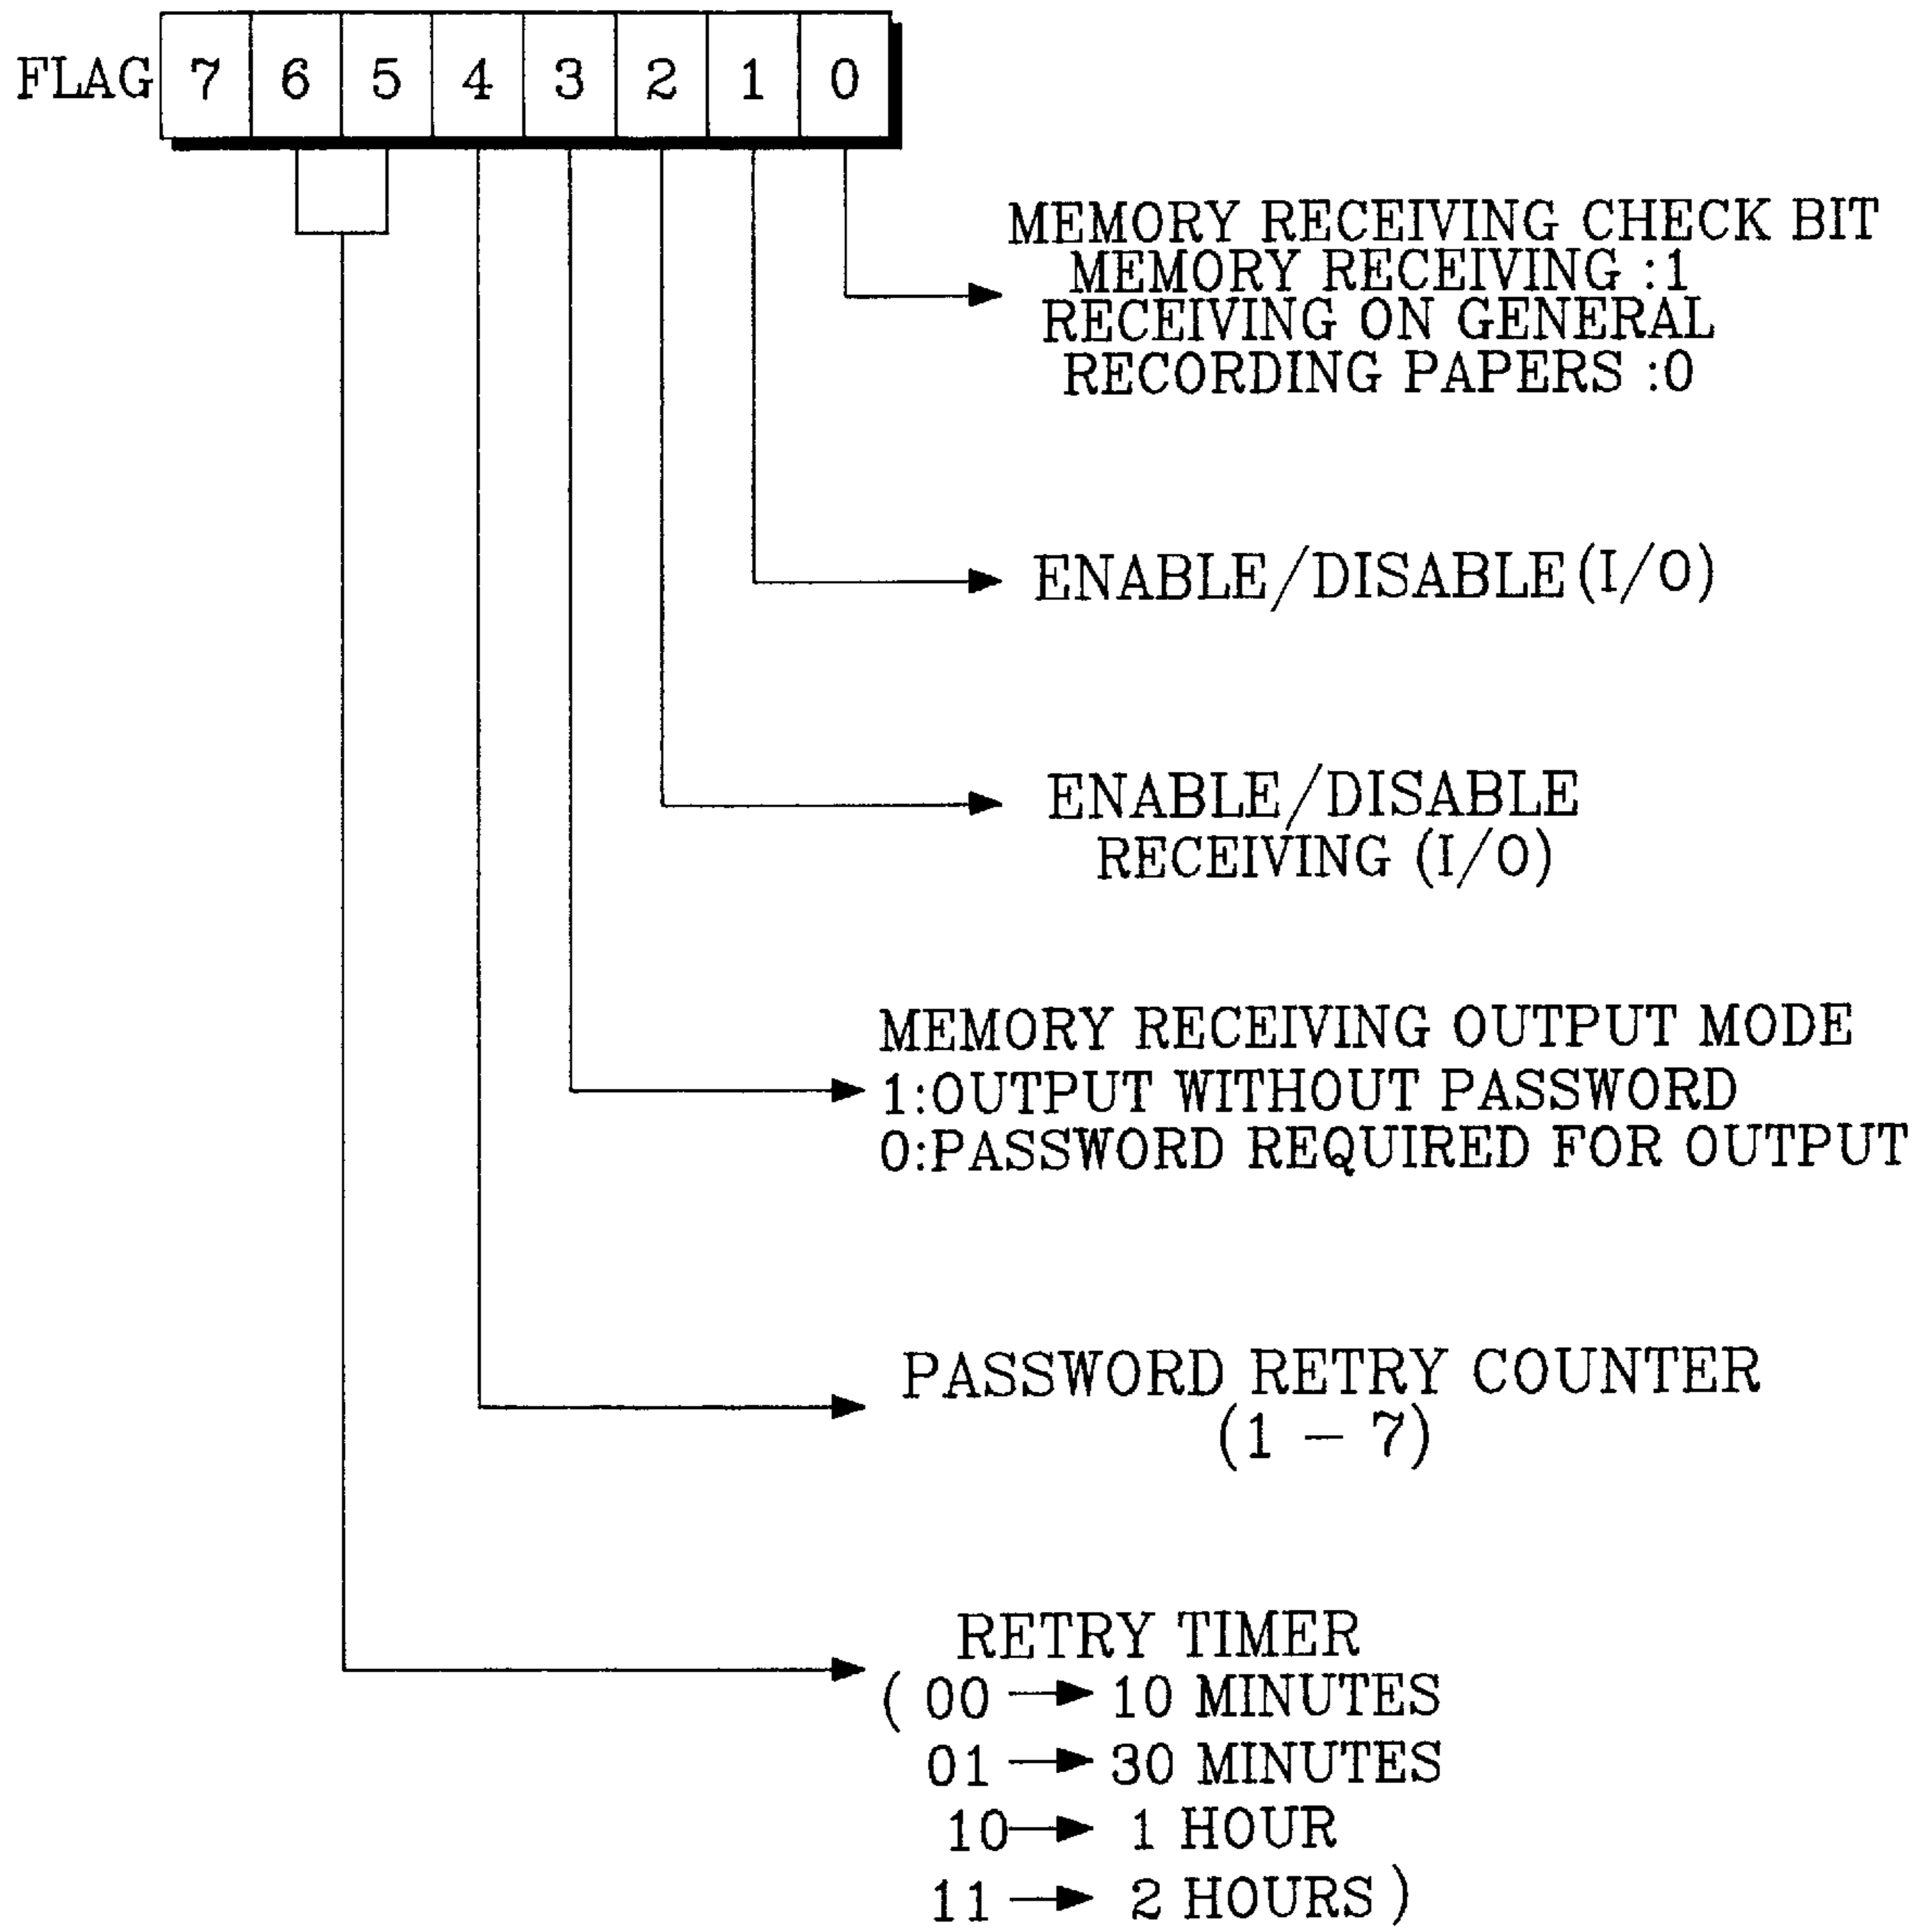 FLAG 7 6 5 4 3 2 1 0
MEMORY RECEIVING CHECK BIT
MEMORY RECEIVING :1
RECEIVING ON GENERAL
RECORDING PAPERS :0
ENABLE/DISABLE(I/O)
ENABLE/DISABLE
RECEIVING (I/O)
MEMORY RECEIVING OUTPUT MODE
1:OUTPUT WITHOUT PASSWORD
0:PASSWORD REQUIRED FOR OUTPUT
PASSWORD RETRY COUNTER
(1 – 7)
RETRY TIMER
( 00 → 10 MINUTES
01 → 30 MINUTES
10 → 1 HOUR
11 → 2 HOURS )